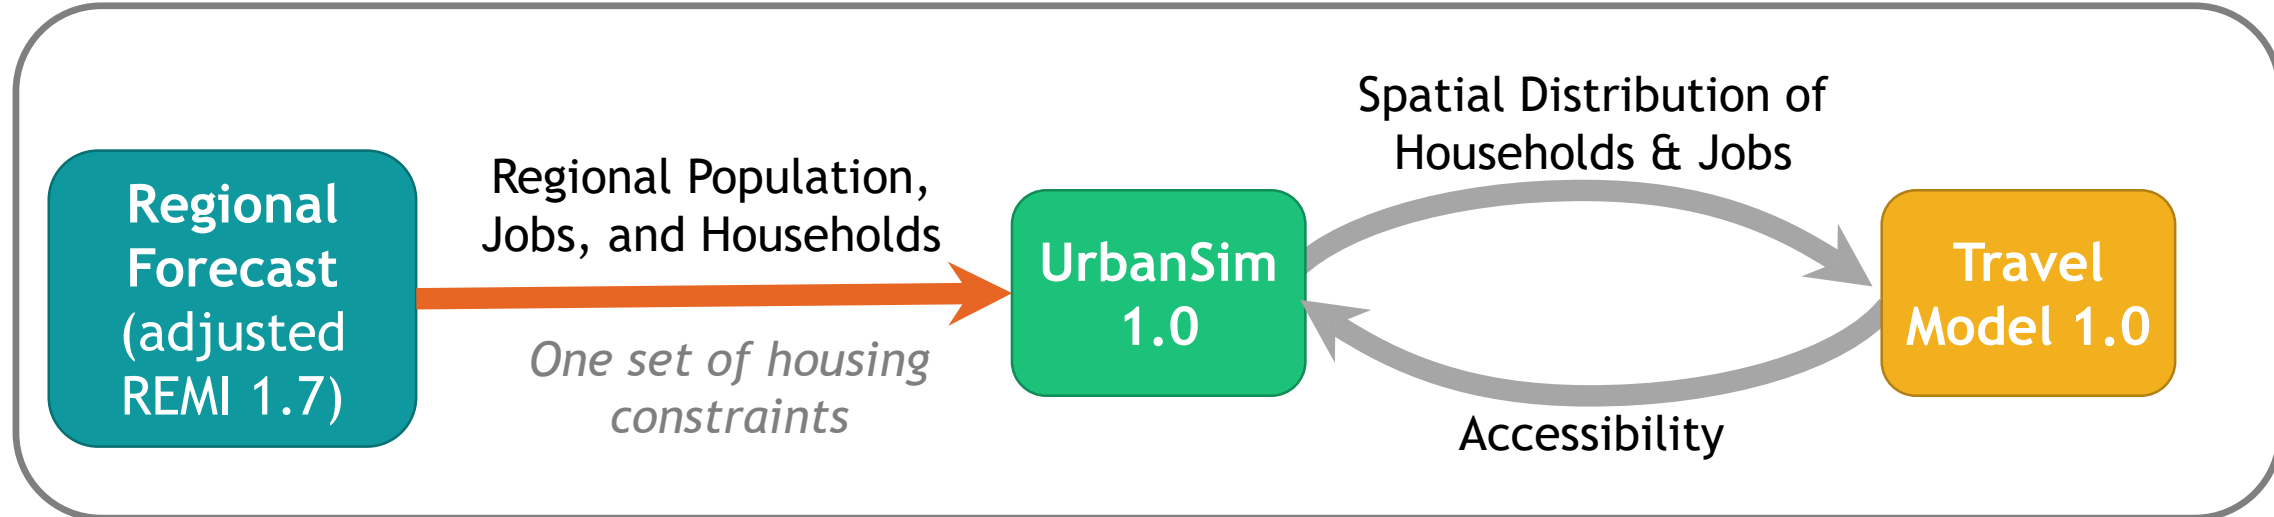 Regional
Forecast
(adjusted
REMI 1.7)
Regional Population,
Jobs, and Households
One set of housing
constraints
UrbanSim
1.0
Spatial Distribution of
Households & Jobs
Accessibility
Travel
Model 1.0